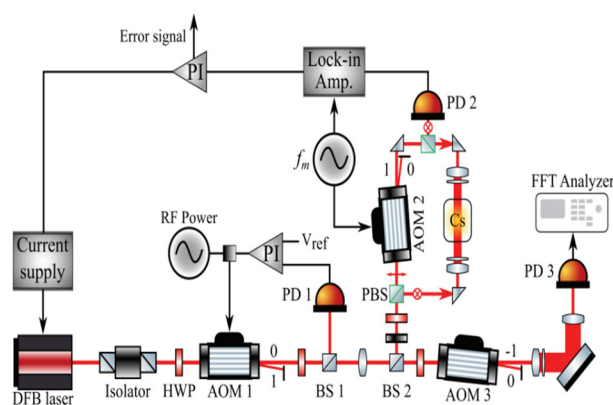 Error signal
PI
Lock-in
Amp.
PD 2
f_m
1
0
AOM 2
Cs
FFT Analyzer
RF Power
V_ref
PI
Current
supply
PD 1
PBS
PD 3
0
1
-1
0
DFB laser
Isolator
HWP
AOM 1
BS 1
BS 2
AOM 3